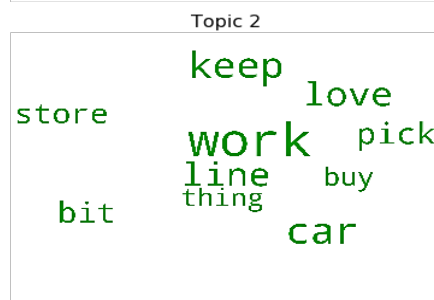 Topic 2
keep
love
store
work
pick
line
buy
thing
bit
car